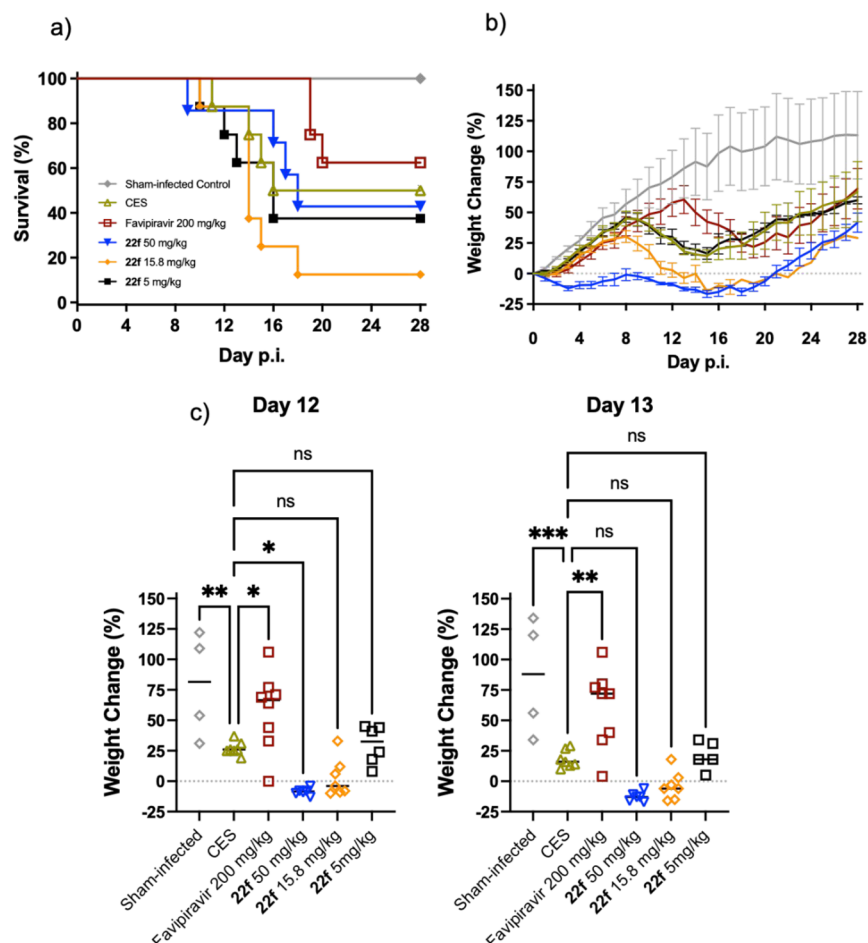 a)
b)
Survival (%)
100
80
60
40
20
0
Sham-infected Control
CES
Favipiravir 200 mg/kg
22f 50 mg/kg
22f 15.8 mg/kg
22f 5 mg/kg
0 4 8 12 16 20 24 28
Day p.i.
Weight Change (%)
150
125
100
75
50
25
0
-25
0 4 8 12 16 20 24 28
Day p.i.
c)
Day 12
ns
ns
*
** *
Weight Change (%)
150
125
100
75
50
25
0
-25
Sham-infected
CES
Favipiravir 200 mg/kg
22f 50 mg/kg
22f 15.8 mg/kg
22f 5mg/kg
Day 13
ns
ns
*** ns
**
Weight Change (%)
150
125
100
75
50
25
0
-25
Sham-infected
CES
Favipiravir 200 mg/kg
22f 50 mg/kg
22f 15.8 mg/kg
22f 5mg/kg